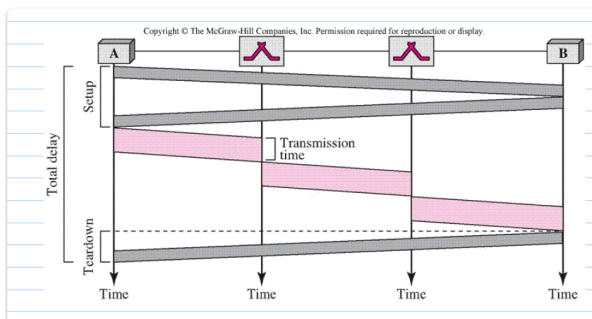 Copyright © The McGraw-Hill Companies, Inc. Permission required for reproduction or display.
A
B
Setup
Transmission
time
Total delay
Teardown
Time
Time
Time
Time